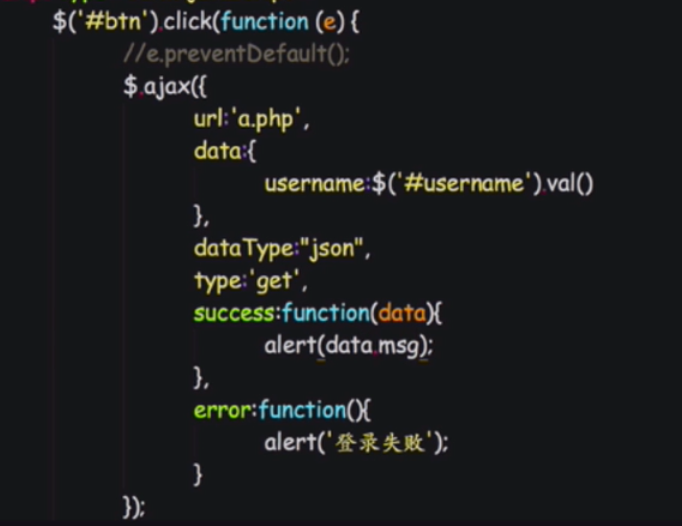 $('#btn').click(function (e) {
//e.preventDefault();
$.ajax({
url:'a.php',
data:{
username:$('#username').val()
},
dataType:"json",
type:'get',
success:function(data){
alert(data.msg);
},
error:function(){
alert('登录失败');
}
});